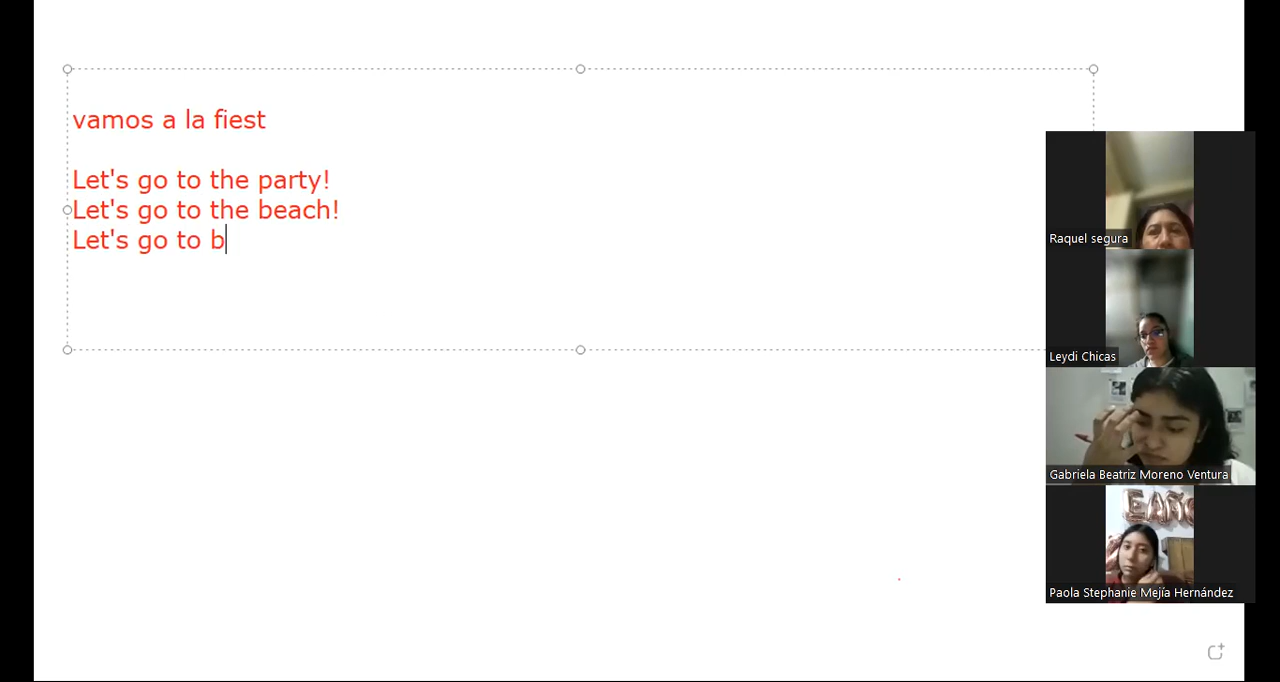 vamos a la fiest
Let's go to the party!
Let's go to the beach!
Let's go to b
Raquel segura
Leydi Chicas
Gabriela Beatriz Moreno Ventura
EAÑO
Paola Stephanie Mejía Hernández